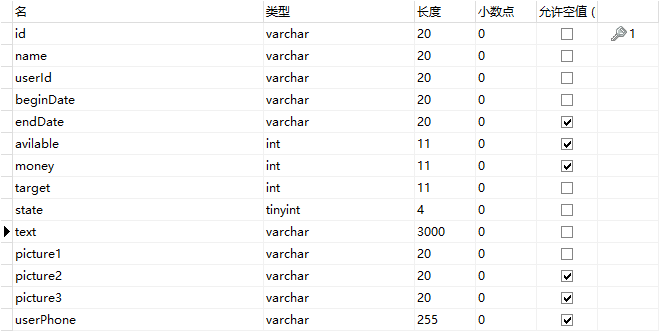 名 类型 长度 小数点 允许空值 (
id varchar 20 0 1
name varchar 20 0
userId varchar 20 0
beginDate varchar 20 0
endDate varchar 20 0
avilable int 11 0
money int 11 0
target int 11 0
state tinyint 4 0
text varchar 3000 0
picture1 varchar 20 0
picture2 varchar 20 0
picture3 varchar 20 0
userPhone varchar 255 0